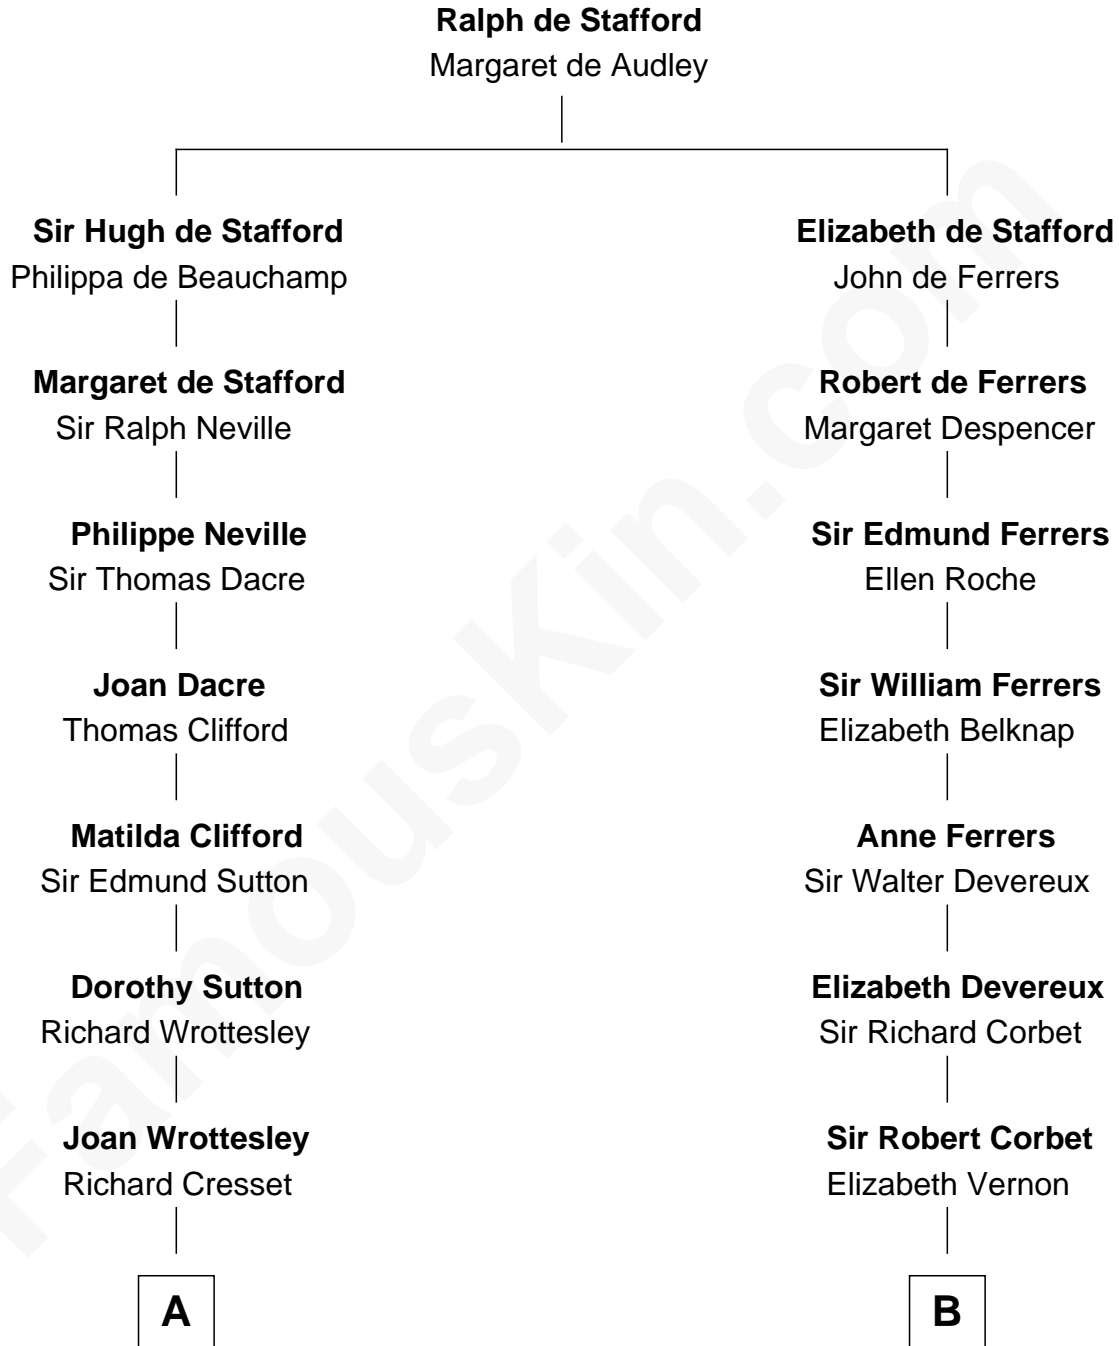 Ralph de Stafford
Margaret de Audley
Sir Hugh de Stafford
Philippa de Beauchamp
Margaret de Stafford
Sir Ralph Neville
Philippe Neville
Sir Thomas Dacre
Joan Dacre
Thomas Clifford
Matilda Clifford
Sir Edmund Sutton
Dorothy Sutton
Richard Wrottesley
Joan Wrottesley
Richard Cresset
A
Elizabeth de Stafford
John de Ferrers
Robert de Ferrers
Margaret Despencer
Sir Edmund Ferrers
Ellen Roche
Sir William Ferrers
Elizabeth Belknap
Anne Ferrers
Sir Walter Devereux
Elizabeth Devereux
Sir Richard Corbet
Sir Robert Corbet
Elizabeth Vernon
B
FamousKin.com